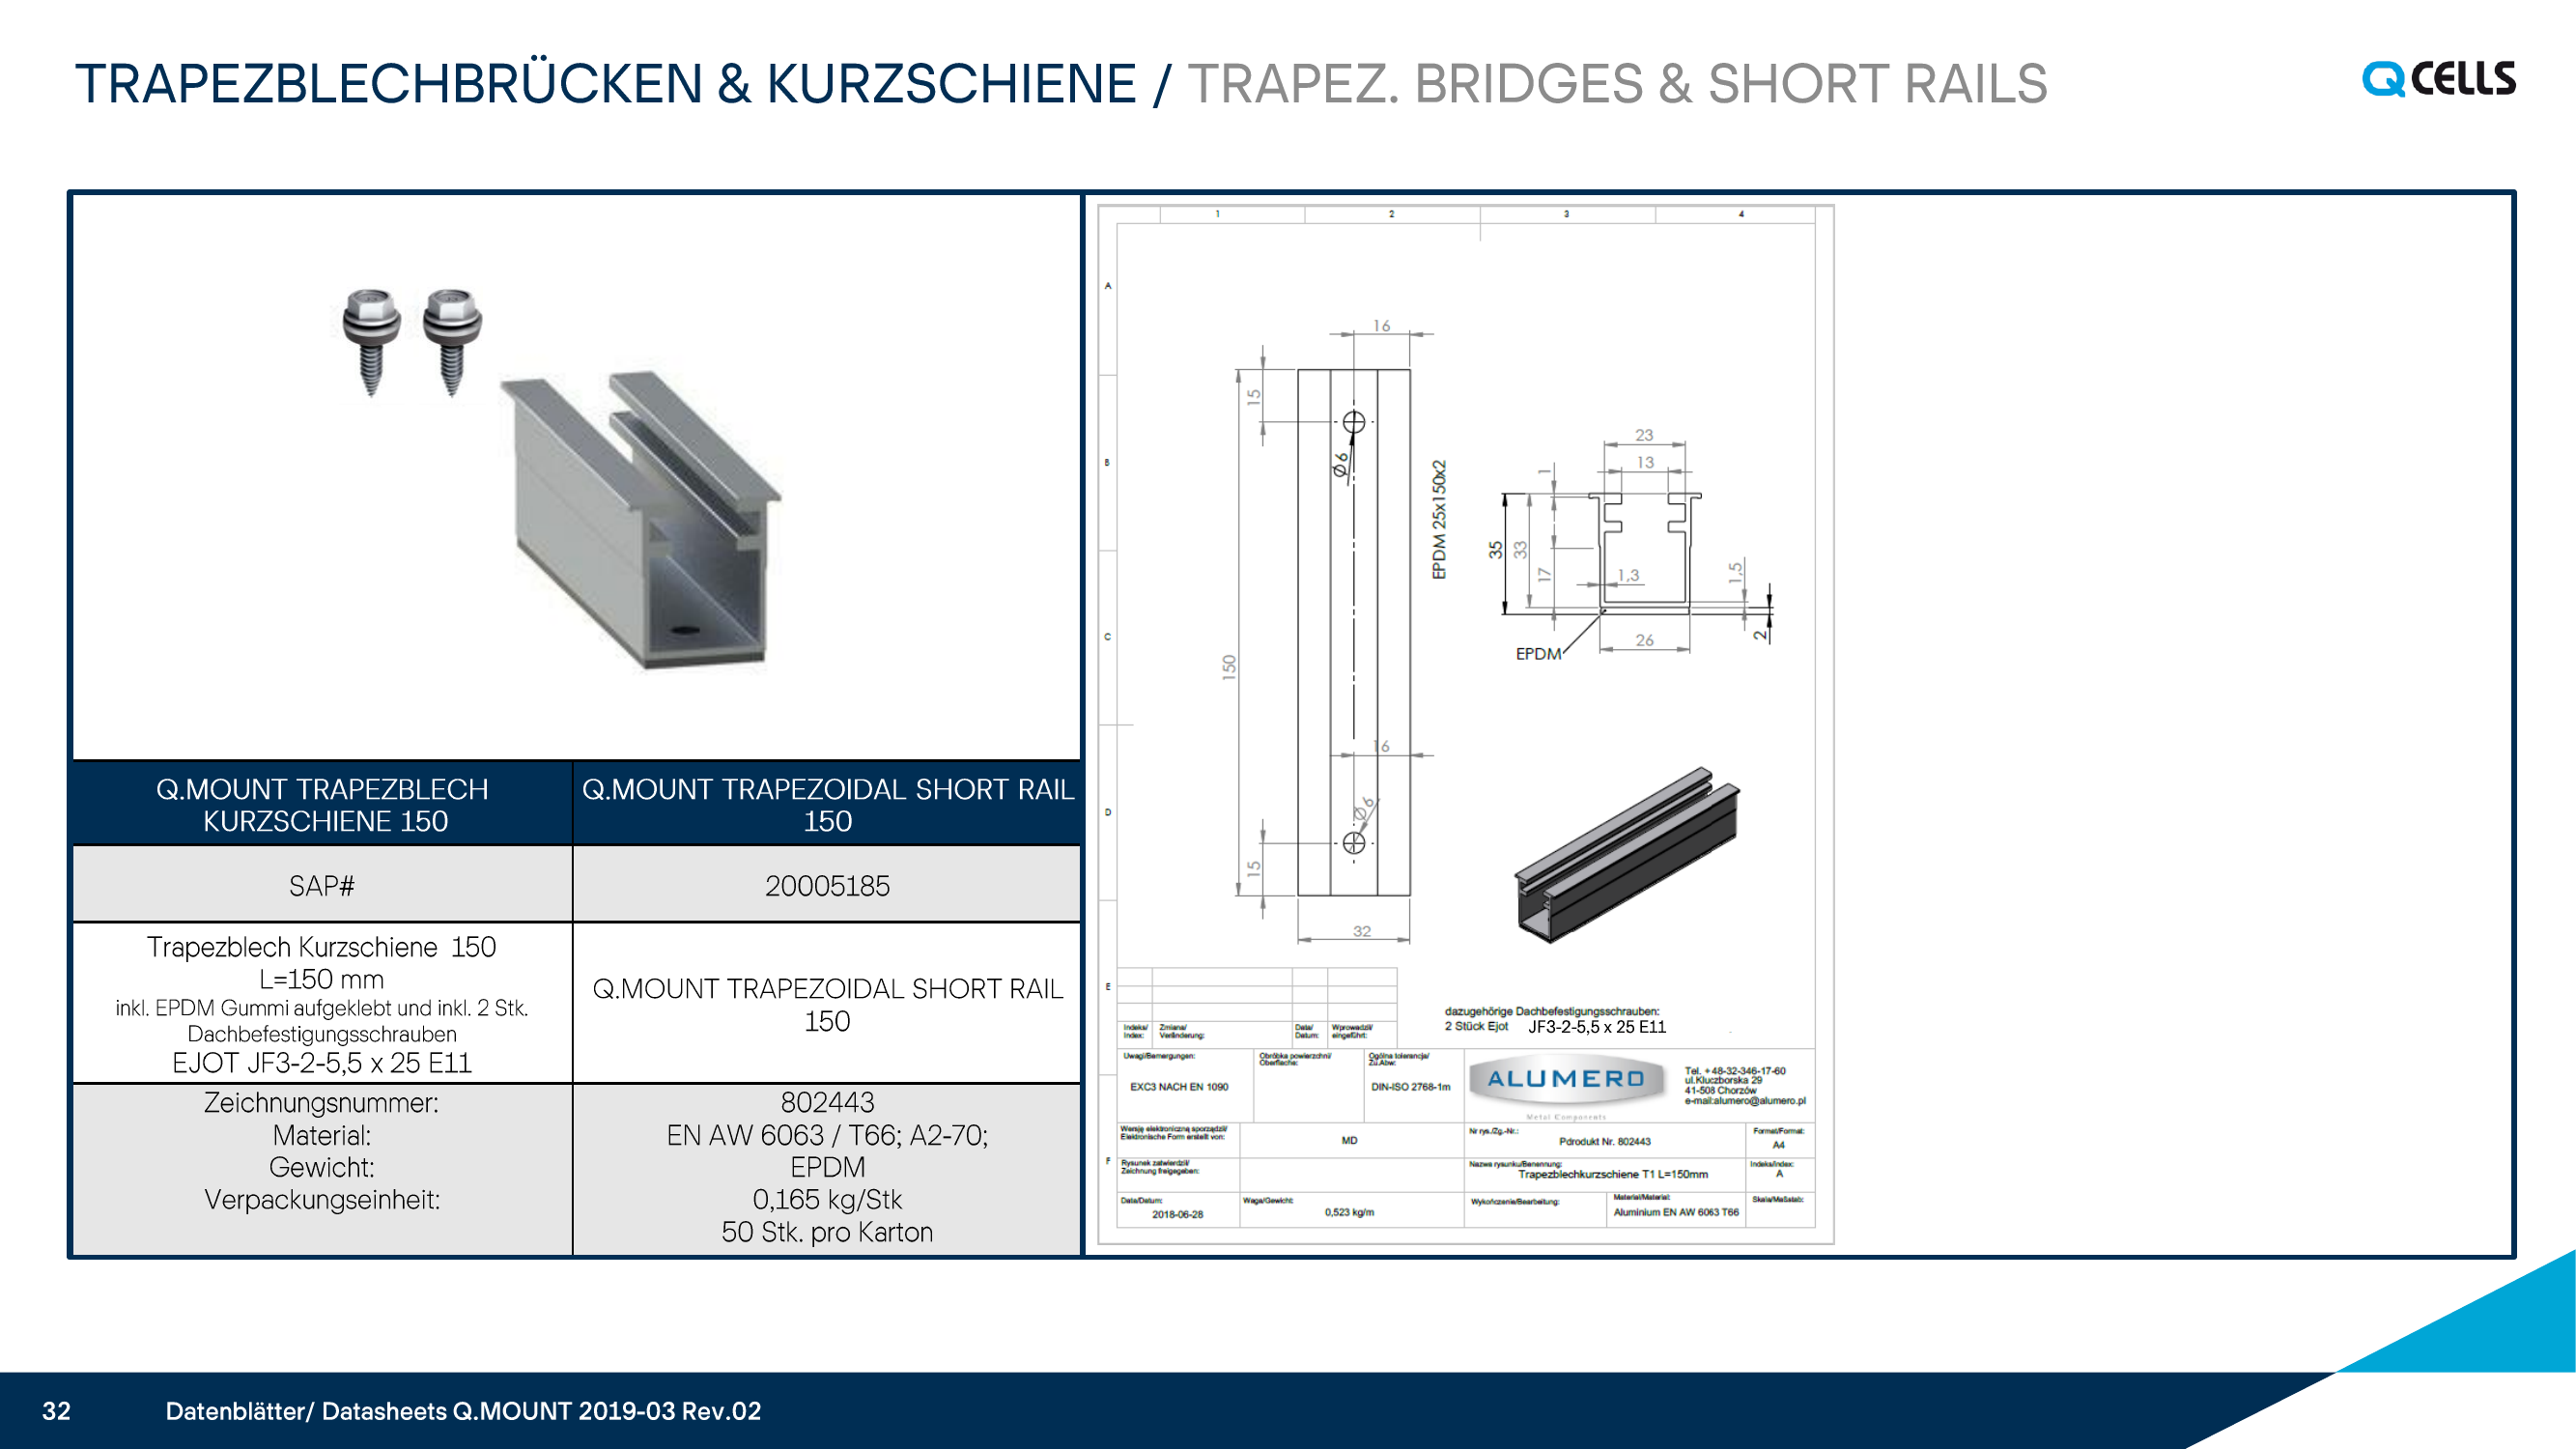 TRAPEZBLECHBRÜCKEN & KURZSCHIENE / TRAPEZ. BRIDGES & SHORT RAILS
Q CELLS
Q.MOUNT TRAPEZBLECH
KURZSCHIENE 150
Q.MOUNT TRAPEZOIDAL SHORT RAIL
150
SAP#
20005185
Trapezblech Kurzschiene 150
L=150 mm
inkl. EPDM Gummi aufgeklebt und inkl. 2 Stk.
Dachbefestigungsschrauben
EJOT JF3-2-5,5 x 25 E11
Q.MOUNT TRAPEZOIDAL SHORT RAIL
150
Zeichnungsnummer:
Material:
Gewicht:
Verpackungseinheit:
802443
EN AW 6063 / T66; A2-70;
EPDM
0,165 kg/Stk
50 Stk. pro Karton
1 2 3 4
A
B
C
D
E
F
16
15
Ø6
150
16
Ø6
15
32
EPDM 25x150x2
23
13
1
35
33
17
1,3
1,5
2
26
EPDM
dazugehörige Dachbefestigungsschrauben:
2 Stück Ejot JF3-2-5,5 x 25 E11
Indeks/
Index:
Zmiana/
Veränderung:
Data/
Datum:
Wprowadził/
eingeführt:
Uwagi/Bemergungen:
EXC3 NACH EN 1090
Obróbka powierzchni/
Oberfläche:
Ogólna tolerancja/
Zul.Abw:
DIN-ISO 2768-1m
ALUMERO
Metal Components
Tel. +48-32-346-17-60
ul.Kluczborska 29
41-508 Chorzów
e-mail:alumero@alumero.pl
Wersję elektroniczną sporządził/
Elektronische Form erstellt von:
MD
Nr rys./Zg.-Nr.:
Pdrodukt Nr. 802443
Format/Format:
A4
Rysunek zatwierdził/
Zeichnung freigegeben:
Nazwa rysunku/Benennung:
Trapezblechkurzschiene T1 L=150mm
Indeks/Index:
A
Data/Datum:
2018-06-28
Waga/Gewicht:
0,523 kg/m
Wykończenie/Bearbeitung:
Materiał/Material:
Aluminium EN AW 6063 T66
Skala/Maßstab:
32
Datenblätter/ Datasheets Q.MOUNT 2019-03 Rev.02